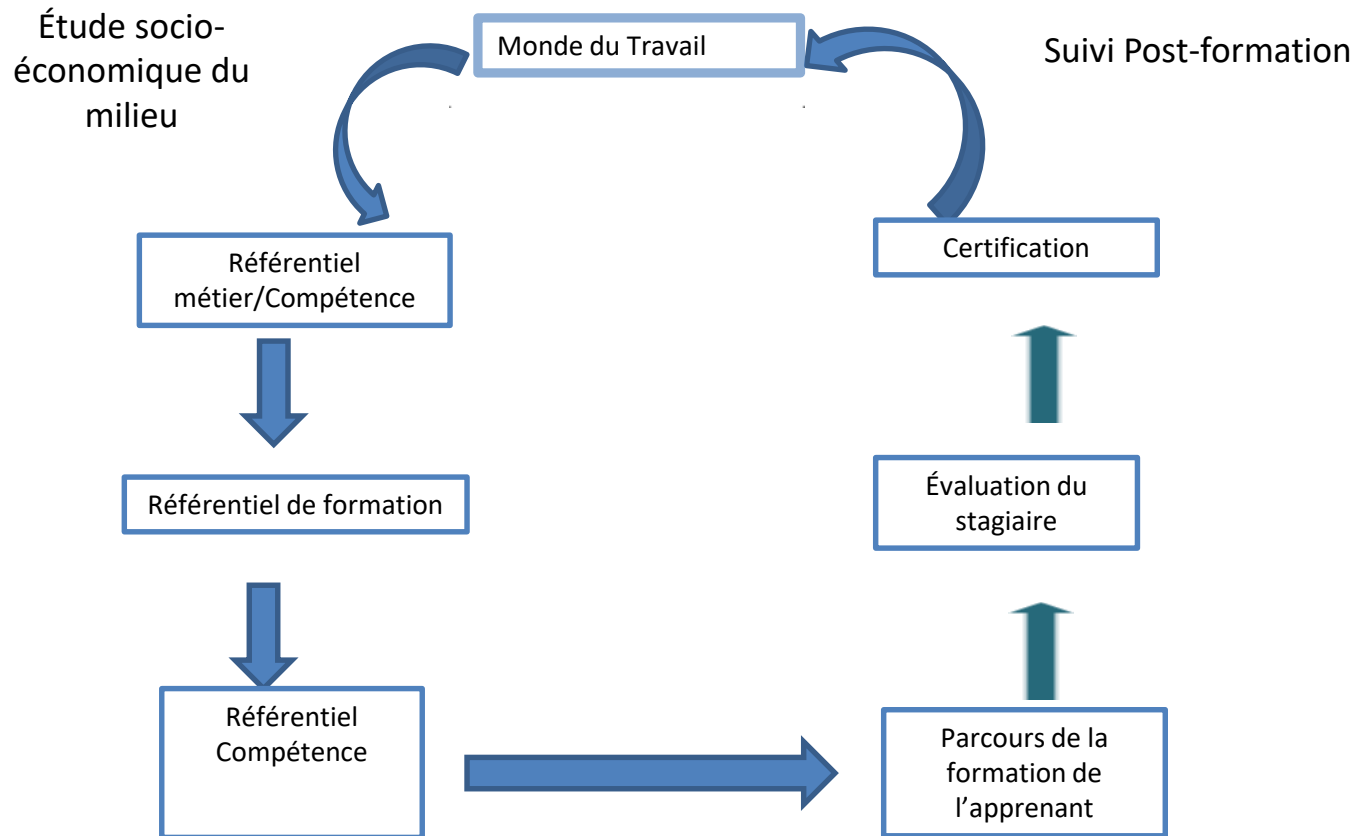 Étude socio-
économique du
milieu
Monde du Travail
Suivi Post-formation
Référentiel
métier/Compétence
Certification
Référentiel de formation
Évaluation du
stagiaire
Référentiel
Compétence
Parcours de la
formation de
l’apprenant